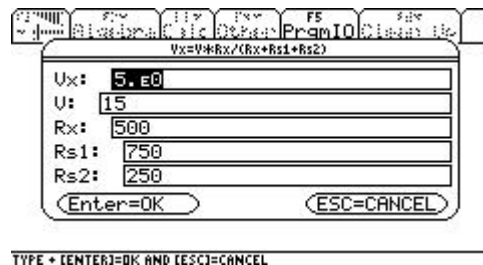 F5
PrgmIO
Vx=V*Rx/(Rx+Rs1+Rs2)
Vx: 5.E0
V: 15
Rx: 500
Rs1: 750
Rs2: 250
Enter=OK ESC=CANCEL
TYPE + [ENTER]=OK AND [ESC]=CANCEL